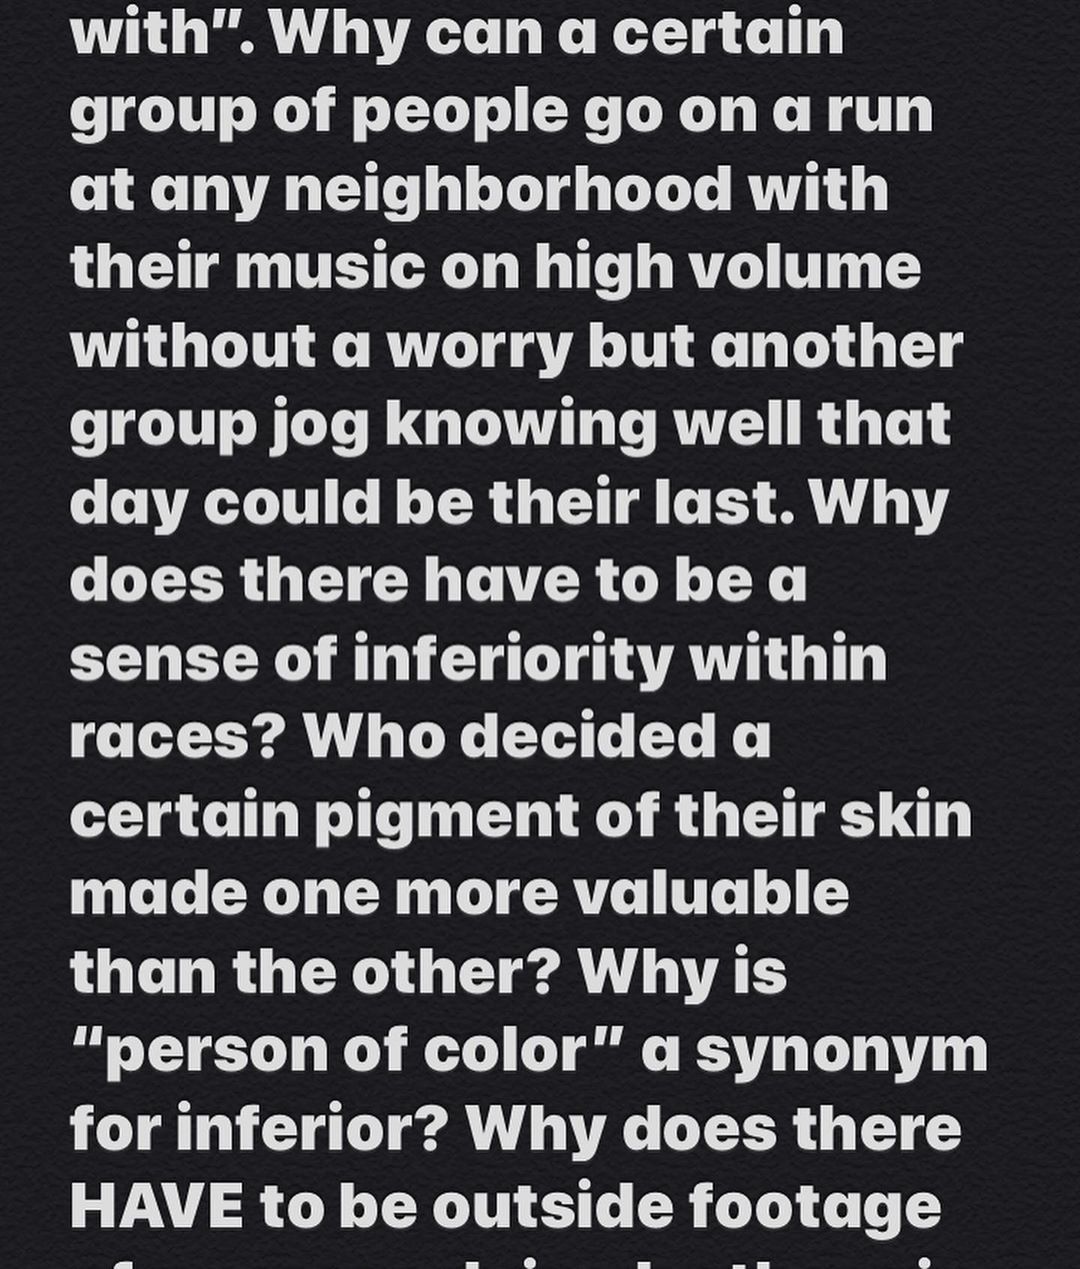 with”. Why can a certain
group of people go on a run
at any neighborhood with
their music on high volume
without a worry but another
group jog knowing well that
day could be their last. Why
does there have to be a
sense of inferiority within
races? Who decided a
certain pigment of their skin
made one more valuable
than the other? Why is
“person of color” a synonym
for inferior? Why does there
HAVE to be outside footage